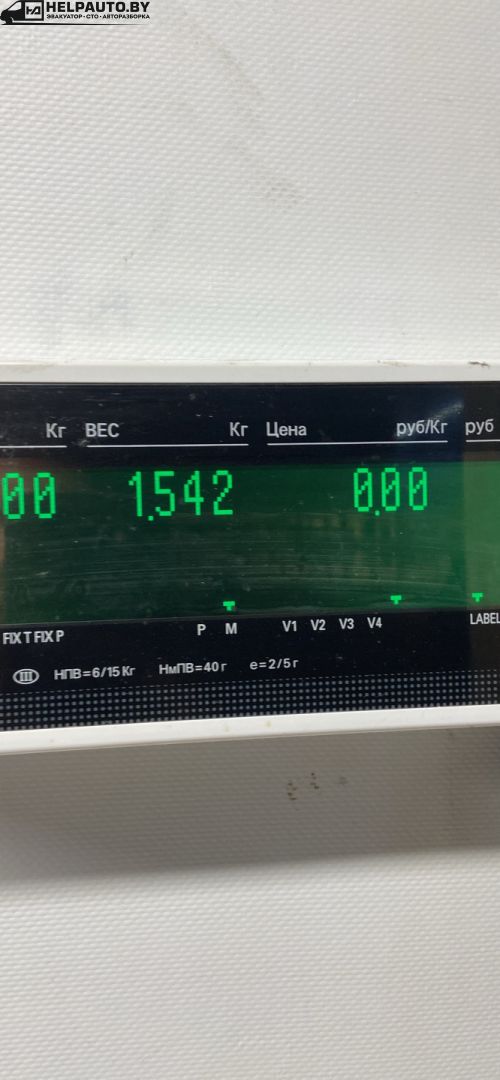 HELPAUTO.BY
ЭВАКУАТОР · СТО · АВТОРАЗБОРКА
Кг ВЕС Кг Цена руб/Кг руб
00 1.542 0.00
FIX T FIX P P M V1 V2 V3 V4 LABEL
III НПВ=6/15 Кг НмПВ=40 г e=2/5 г